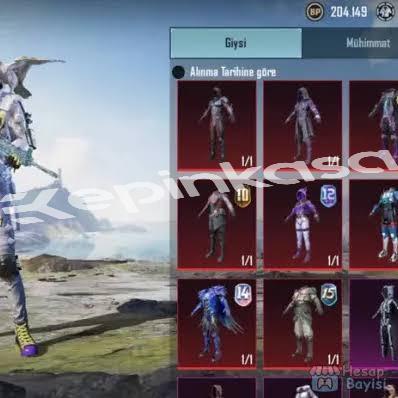 BP 204.149
Giysi
Mühimmat
Alınma Tarihine göre
1/1
1/1
Kepinkasa
10
12
1/1
1/1
14
15
1/1
1/1
Hesap
Bayisi